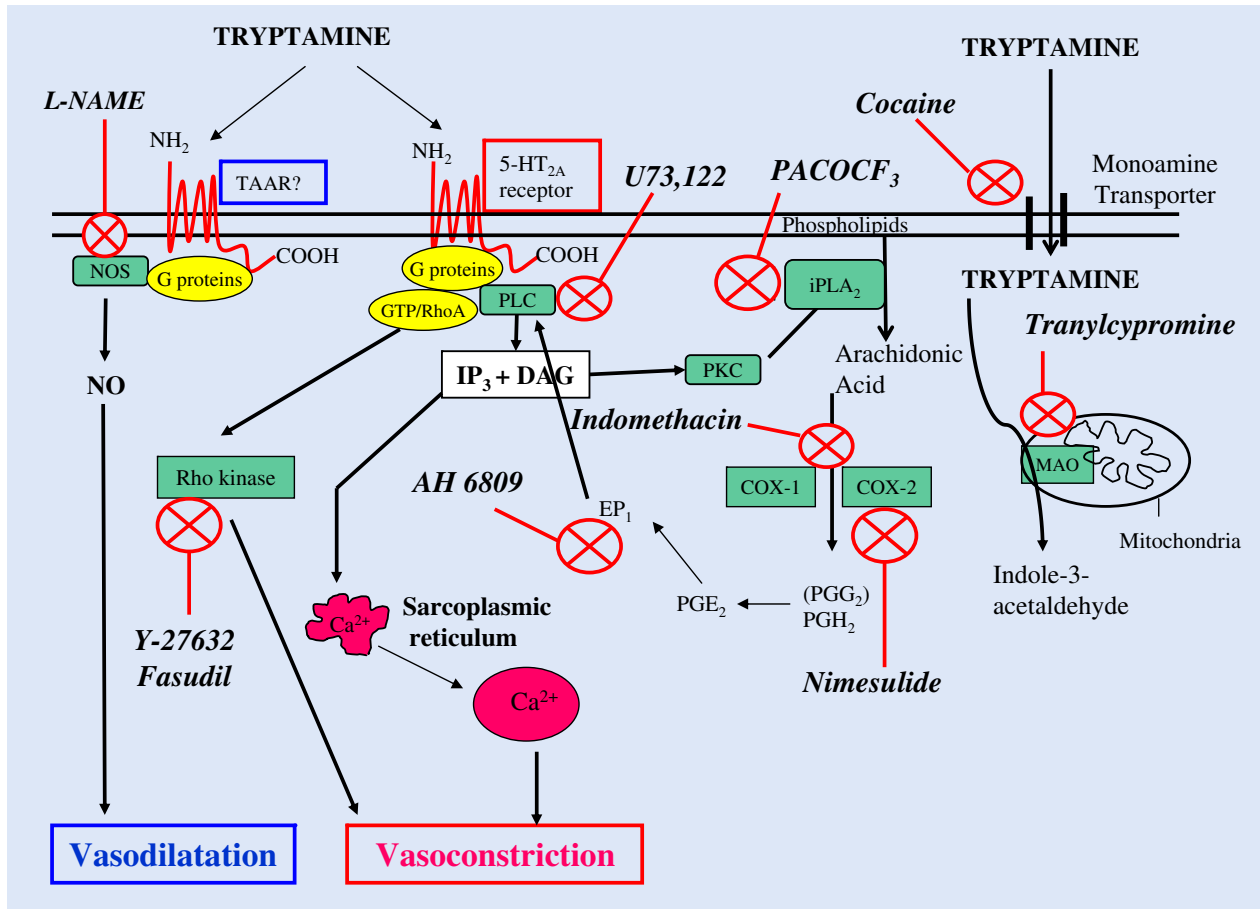 TRYPTAMINE
TRYPTAMINE
L-NAME
Cocaine
NH₂
NH₂
TAAR?
5-HT₂A
receptor
U73,122
PACOCF₃
Monoamine
Transporter
Phospholipids
COOH
COOH
NOS
G proteins
G proteins
GTP/RhoA
PLC
iPLA₂
TRYPTAMINE
Tranylcypromine
NO
IP₃ + DAG
PKC
Arachidonic
Acid
Indomethacin
MAO
Rho kinase
AH 6809
COX-1
COX-2
EP₁
Mitochondria
Indole-3-
acetaldehyde
PGE₂
(PGG₂)
PGH₂
Ca²⁺
Sarcoplasmic
reticulum
Y-27632
Fasudil
Nimesulide
Ca²⁺
Vasodilatation
Vasoconstriction